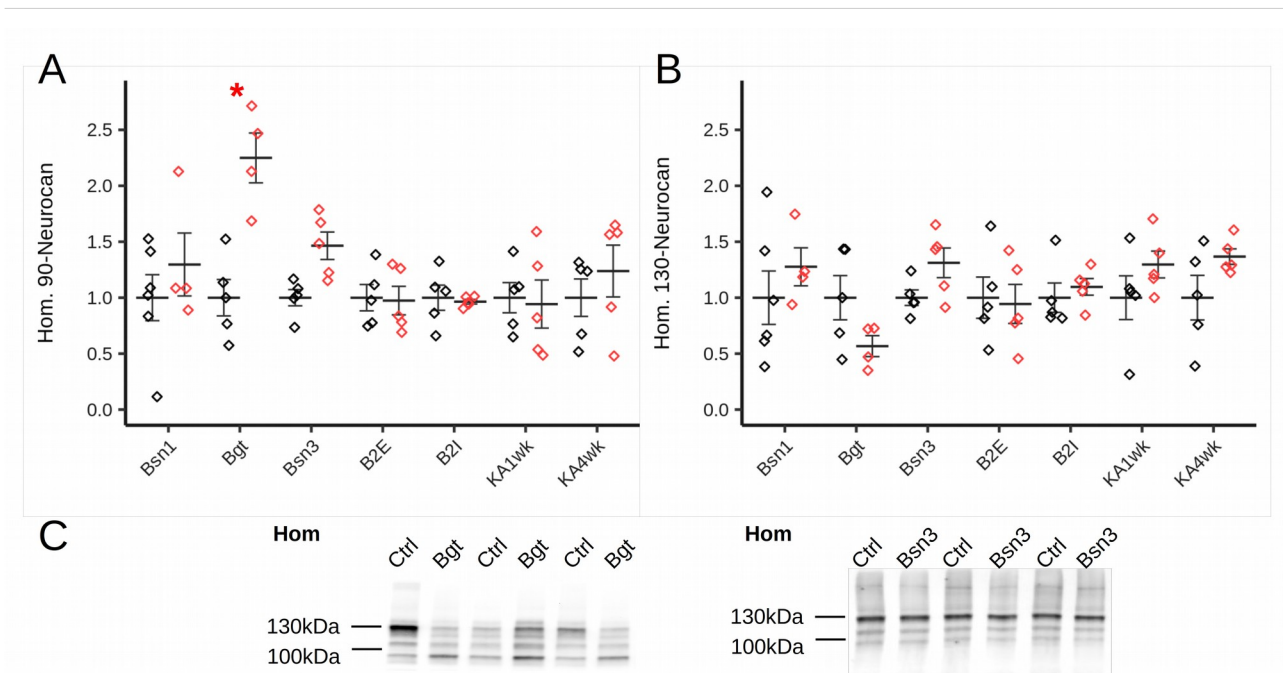 A
*
Hom. 90-Neurocan
2.5
2.0
1.5
1.0
0.5
0.0
Bsn1 Bgt Bsn3 B2E B2I KA1wk KA4wk
B
Hom. 130-Neurocan
2.5
2.0
1.5
1.0
0.5
0.0
Bsn1 Bgt Bsn3 B2E B2I KA1wk KA4wk
C
Hom
Ctrl Bgt Ctrl Bgt Ctrl Bgt
130kDa
100kDa
Hom
Ctrl Bsn3 Ctrl Bsn3 Ctrl Bsn3
130kDa
100kDa